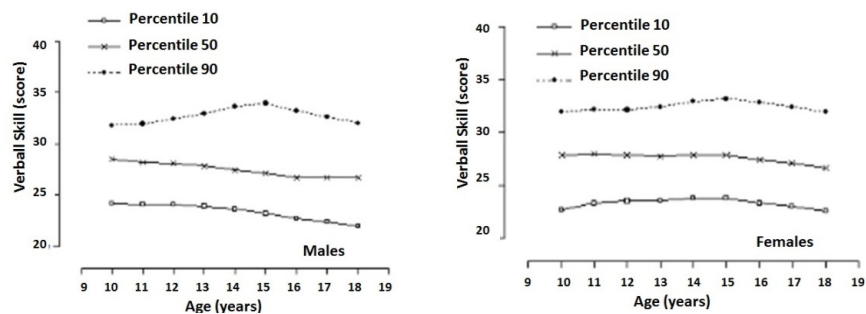 Percentile 10
Percentile 50
Percentile 90
Verball Skill (score)
40
35
30
25
20
Males
9 10 11 12 13 14 15 16 17 18 19
Age (years)
Percentile 10
Percentile 50
Percentile 90
Verball Skill (score)
40
35
30
25
20
Females
9 10 11 12 13 14 15 16 17 18 19
Age (years)